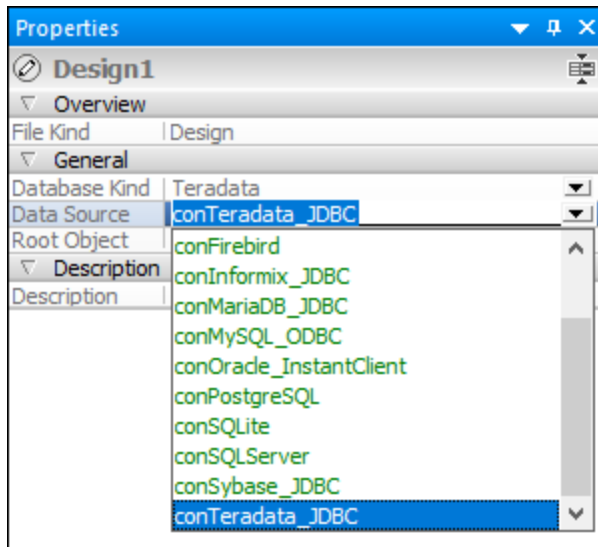 Properties
Design1
Overview
File Kind Design
General
Database Kind Teradata
Data Source conTeradata_JDBC
Root Object
conFirebird
Description
conInformix_JDBC
Description
conMariaDB_JDBC
conMySQL_ODBC
conOracle_InstantClient
conPostgreSQL
conSQLite
conSQLServer
conSybase_JDBC
conTeradata_JDBC